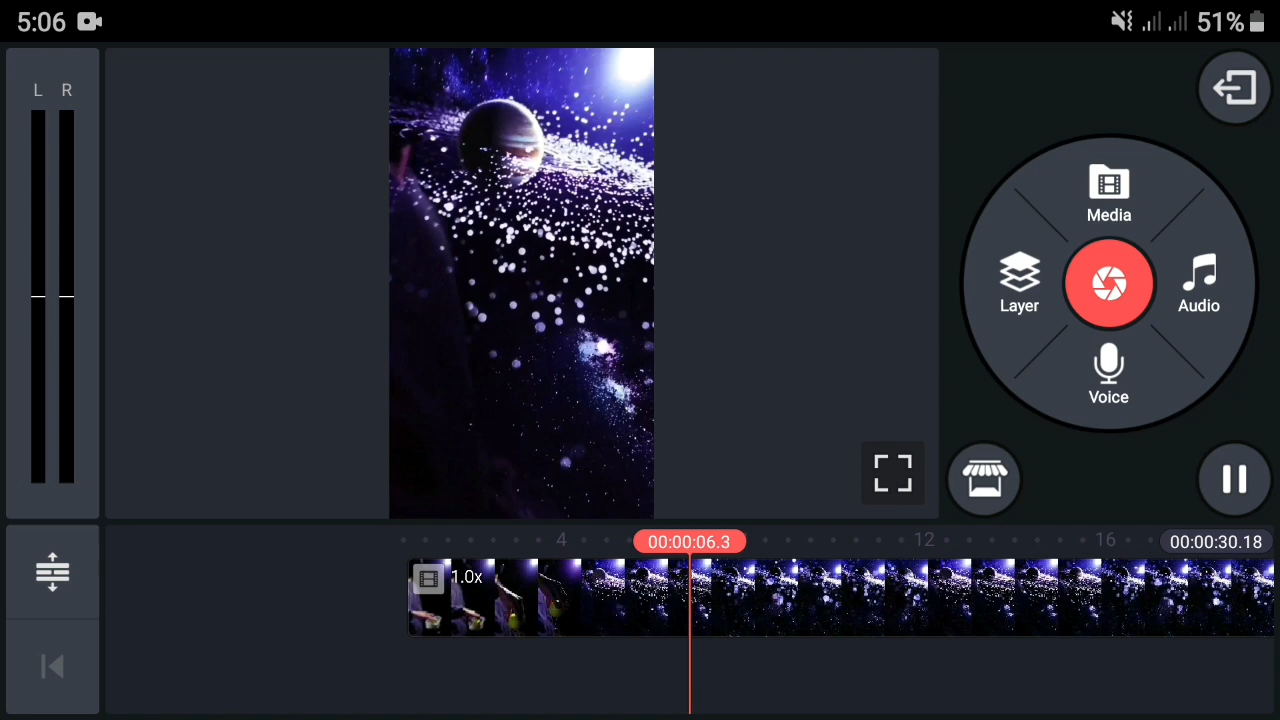 5:06
51%
L R
Media
Layer
Audio
Voice
4
00:00:06.3
12
16
00:00:30.18
1.0x